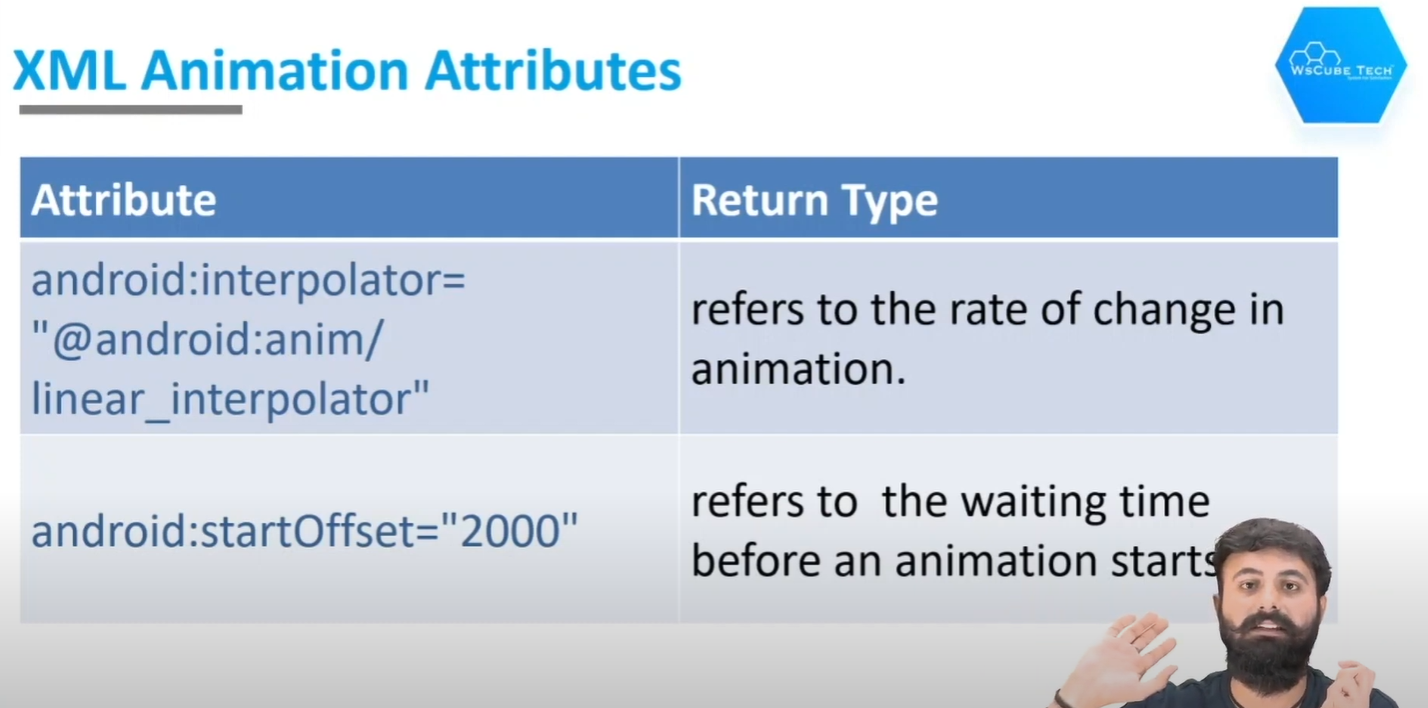 XML Animation Attributes
WsCube Tech
Attribute
Return Type
android:interpolator=
"@android:anim/
linear_interpolator"
refers to the rate of change in
animation.
android:startOffset="2000"
refers to  the waiting time
before an animation starts